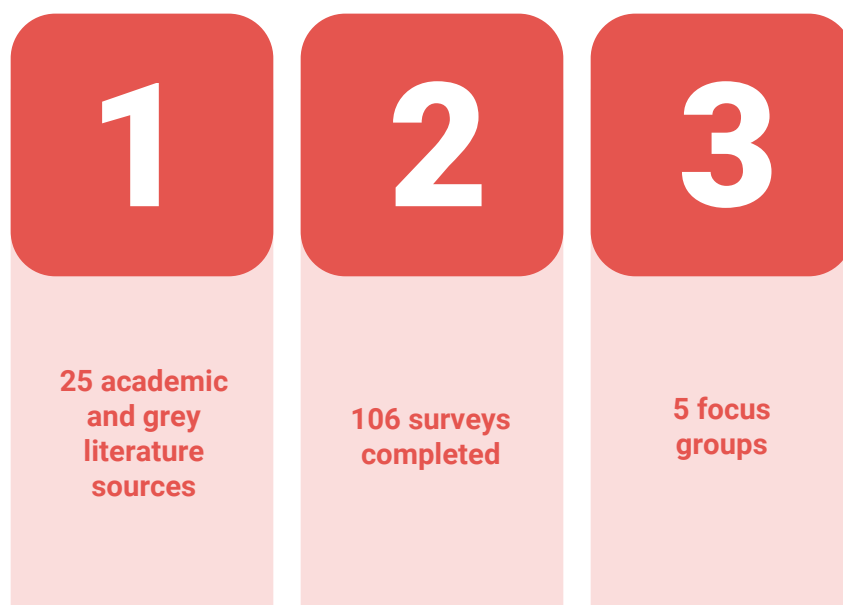 1
25 academic
and grey
literature
sources
2
106 surveys
completed
3
5 focus
groups